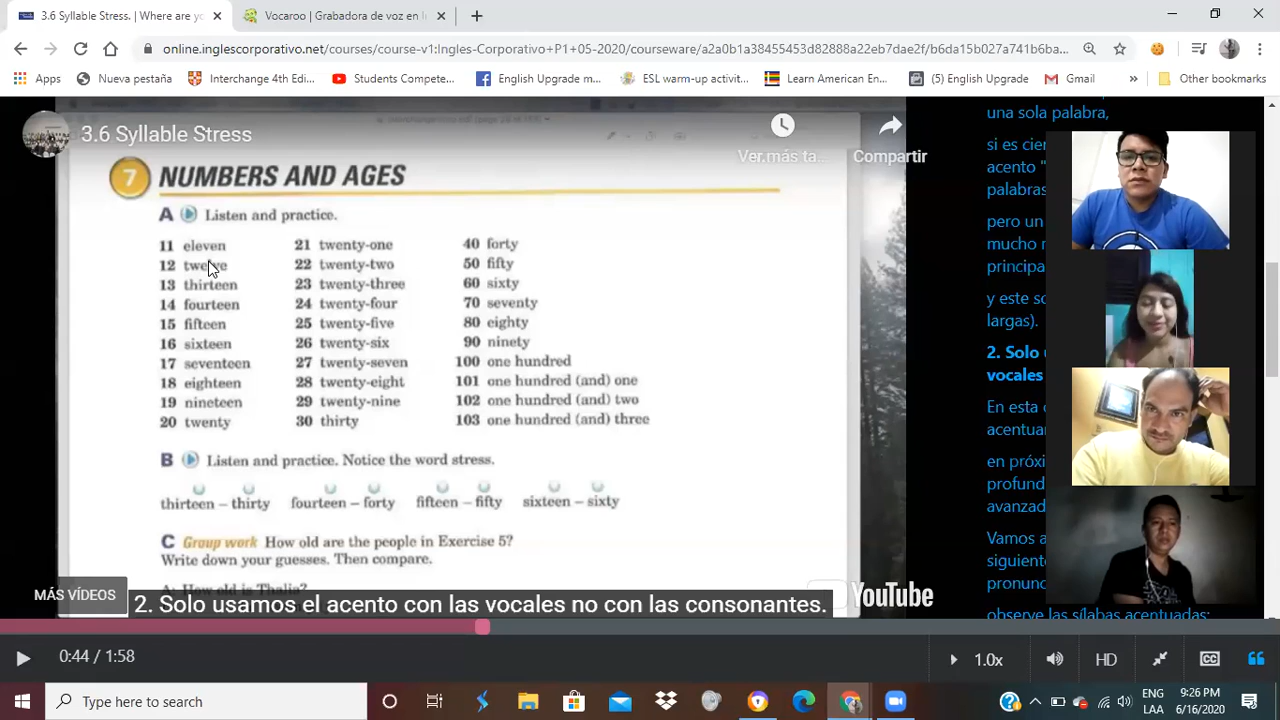 3.6 Syllable Stress. | Where are yo
Vocaroo | Grabadora de voz en l
online.inglescorporativo.net/courses/course-v1:Ingles-Corporativo+P1+05-2020/courseware/a2a0b1a38455453d82888a22eb7dae2f/b6da15b027a741b6ba...
Apps
Nueva pestaña
Interchange 4th Edi...
Students Compete...
English Upgrade m...
ESL warm-up activit...
Learn American En...
(5) English Upgrade
Gmail
»
Other bookmarks
3.6 Syllable Stress
Ver más ta...
Compartir
7 NUMBERS AND AGES
A Listen and practice.
11 eleven 21 twenty-one 40 forty
12 twelve 22 twenty-two 50 fifty
13 thirteen 23 twenty-three 60 sixty
14 fourteen 24 twenty-four 70 seventy
15 fifteen 25 twenty-five 80 eighty
16 sixteen 26 twenty-six 90 ninety
17 seventeen 27 twenty-seven 100 one hundred
18 eighteen 28 twenty-eight 101 one hundred (and) one
19 nineteen 29 twenty-nine 102 one hundred (and) two
20 twenty 30 thirty 103 one hundred (and) three
B Listen and practice. Notice the word stress.
thirteen – thirty fourteen – forty fifteen – fifty sixteen – sixty
C Group work How old are the people in Exercise 5?
Write down your guesses. Then compare.
A: How old is Thalia?
MÁS VÍDEOS
2. Solo usamos el acento con las vocales no con las consonantes.
YouTube
0:44 / 1:58
1.0x
HD
CC
una sola palabra,
si es cier
acento "
palabras
pero un
mucho m
principa
y este so
largas).
2. Solo u
vocales
En esta
acentuar
en próxi
profund
avanzad
Vamos a
siguiente
pronunc
observe las sílabas acentuadas:
Type here to search
ENG
LAA
9:26 PM
6/16/2020